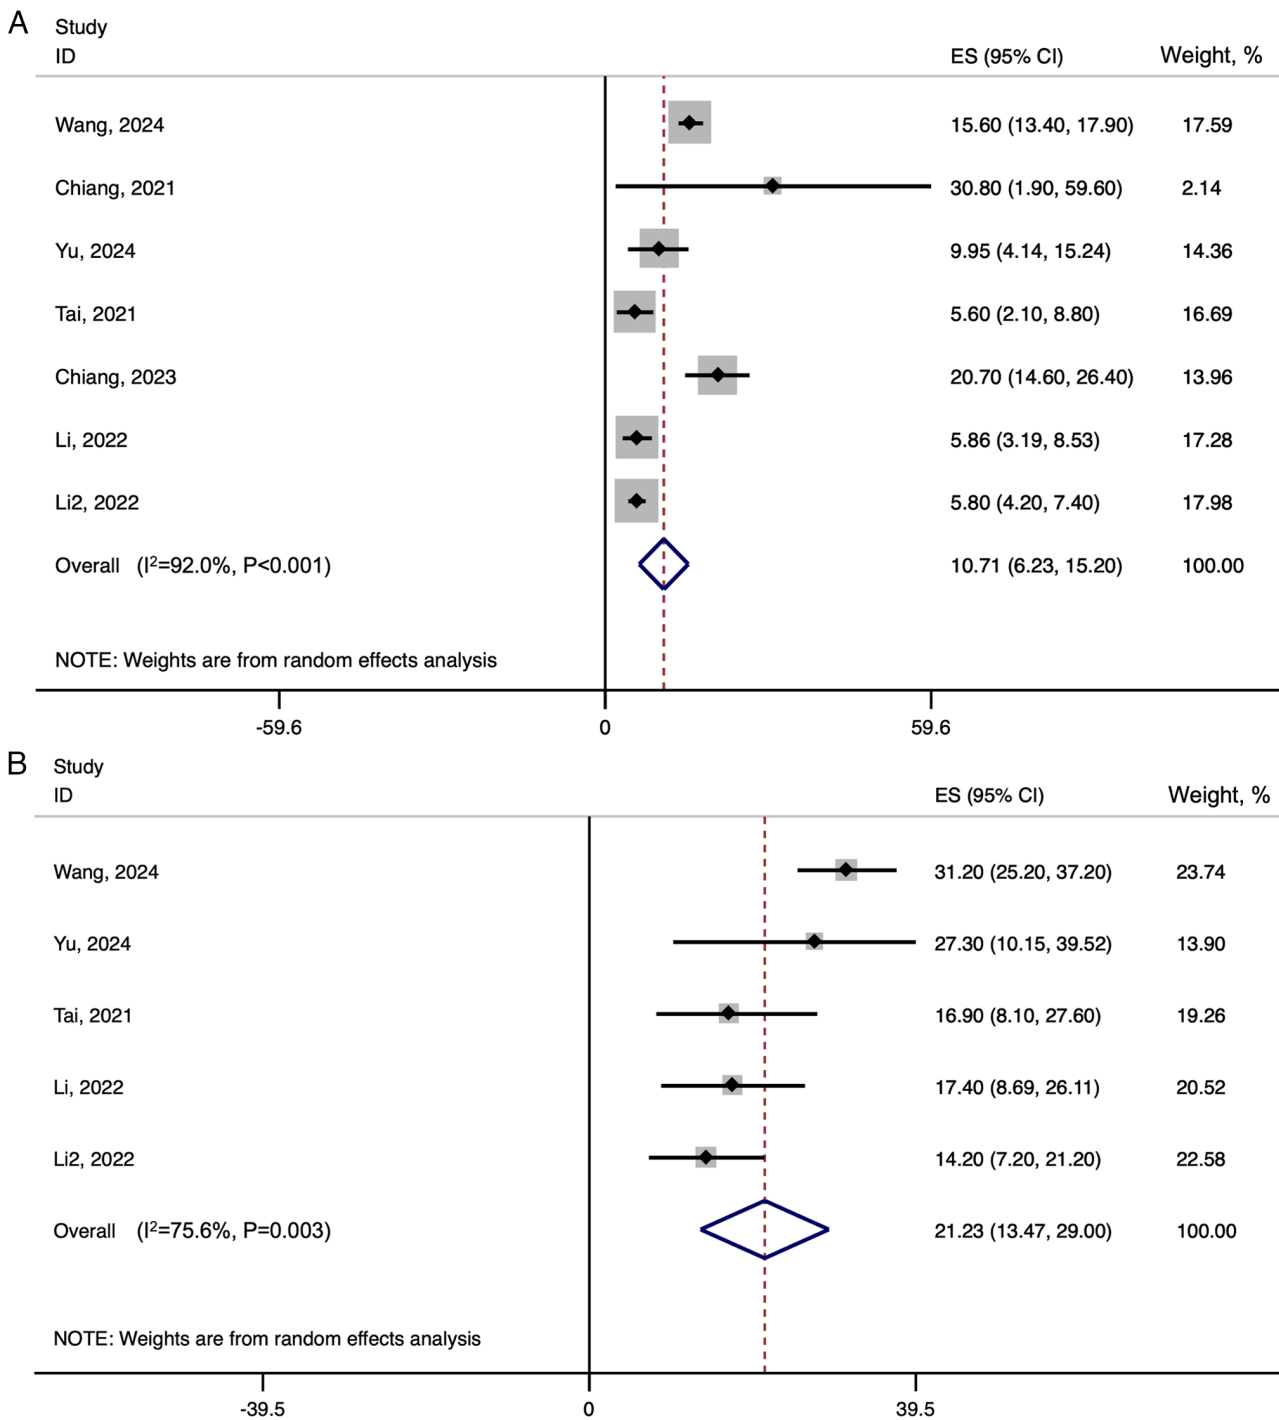 A
Study
ID ES (95% CI) Weight, %
Wang, 2024 15.60 (13.40, 17.90) 17.59
Chiang, 2021 30.80 (1.90, 59.60) 2.14
Yu, 2024 9.95 (4.14, 15.24) 14.36
Tai, 2021 5.60 (2.10, 8.80) 16.69
Chiang, 2023 20.70 (14.60, 26.40) 13.96
Li, 2022 5.86 (3.19, 8.53) 17.28
Li2, 2022 5.80 (4.20, 7.40) 17.98
Overall (I²=92.0%, P<0.001) 10.71 (6.23, 15.20) 100.00
NOTE: Weights are from random effects analysis
-59.6 0 59.6
B
Study
ID ES (95% CI) Weight, %
Wang, 2024 31.20 (25.20, 37.20) 23.74
Yu, 2024 27.30 (10.15, 39.52) 13.90
Tai, 2021 16.90 (8.10, 27.60) 19.26
Li, 2022 17.40 (8.69, 26.11) 20.52
Li2, 2022 14.20 (7.20, 21.20) 22.58
Overall (I²=75.6%, P=0.003) 21.23 (13.47, 29.00) 100.00
NOTE: Weights are from random effects analysis
-39.5 0 39.5